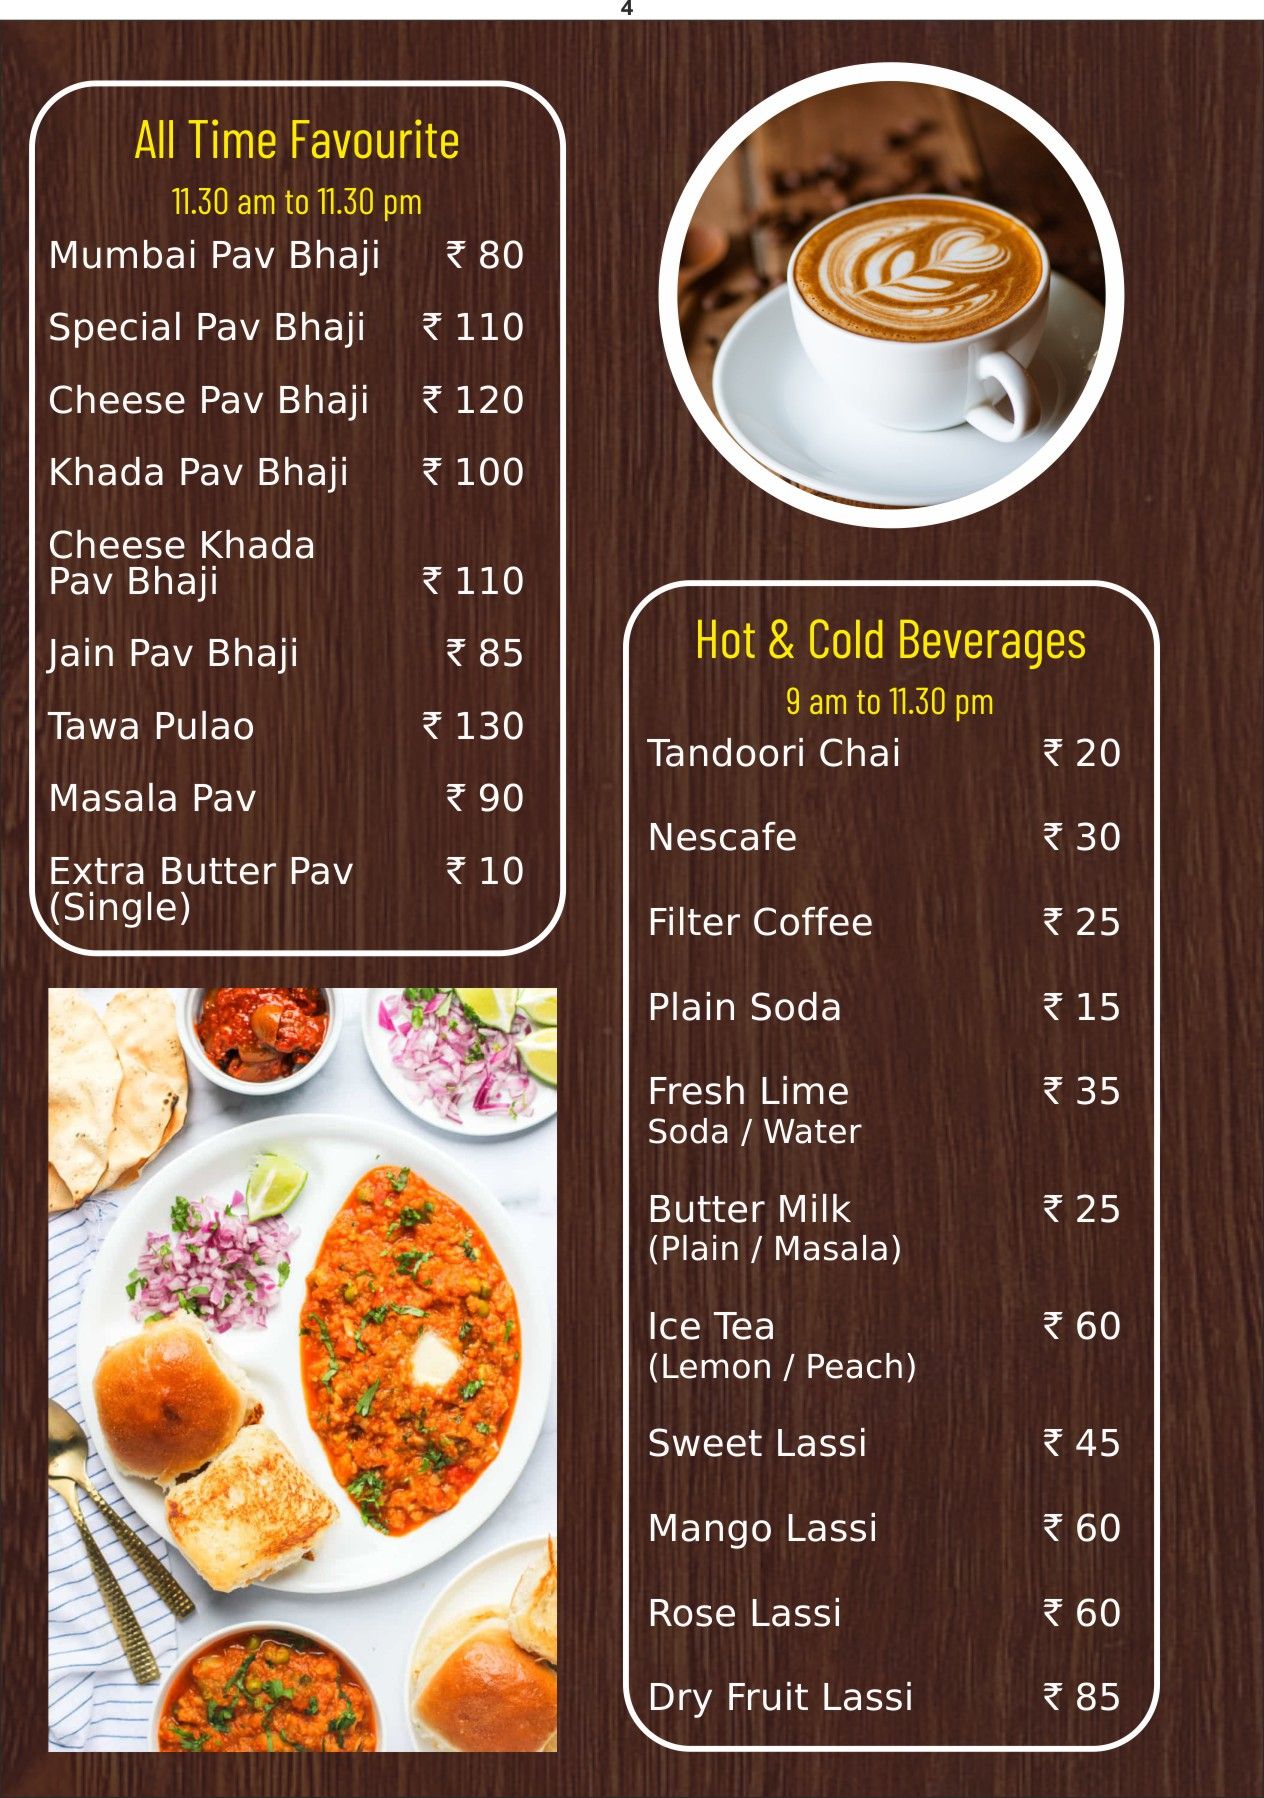 4
All Time Favourite
11.30 am to 11.30 pm
Mumbai Pav Bhaji ₹ 80
Special Pav Bhaji ₹ 110
Cheese Pav Bhaji ₹ 120
Khada Pav Bhaji ₹ 100
Cheese Khada
Pav Bhaji ₹ 110
Jain Pav Bhaji ₹ 85
Tawa Pulao ₹ 130
Masala Pav ₹ 90
Extra Butter Pav ₹ 10
(Single)
Hot & Cold Beverages
9 am to 11.30 pm
Tandoori Chai ₹ 20
Nescafe ₹ 30
Filter Coffee ₹ 25
Plain Soda ₹ 15
Fresh Lime ₹ 35
Soda / Water
Butter Milk ₹ 25
(Plain / Masala)
Ice Tea ₹ 60
(Lemon / Peach)
Sweet Lassi ₹ 45
Mango Lassi ₹ 60
Rose Lassi ₹ 60
Dry Fruit Lassi ₹ 85